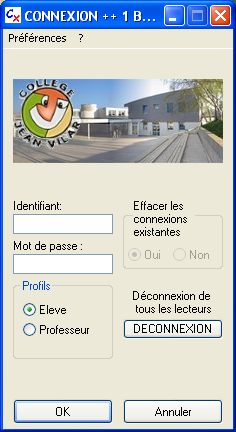 CONNEXION ++ 1 B...
Préférences ?
COLLEGE
JEAN VILAR
Identifiant:
Mot de passe :
Effacer les
connexions
existantes
Oui Non
Profils
Eleve
Professeur
Déconnexion de
tous les lecteurs
DECONNEXION
OK Annuler